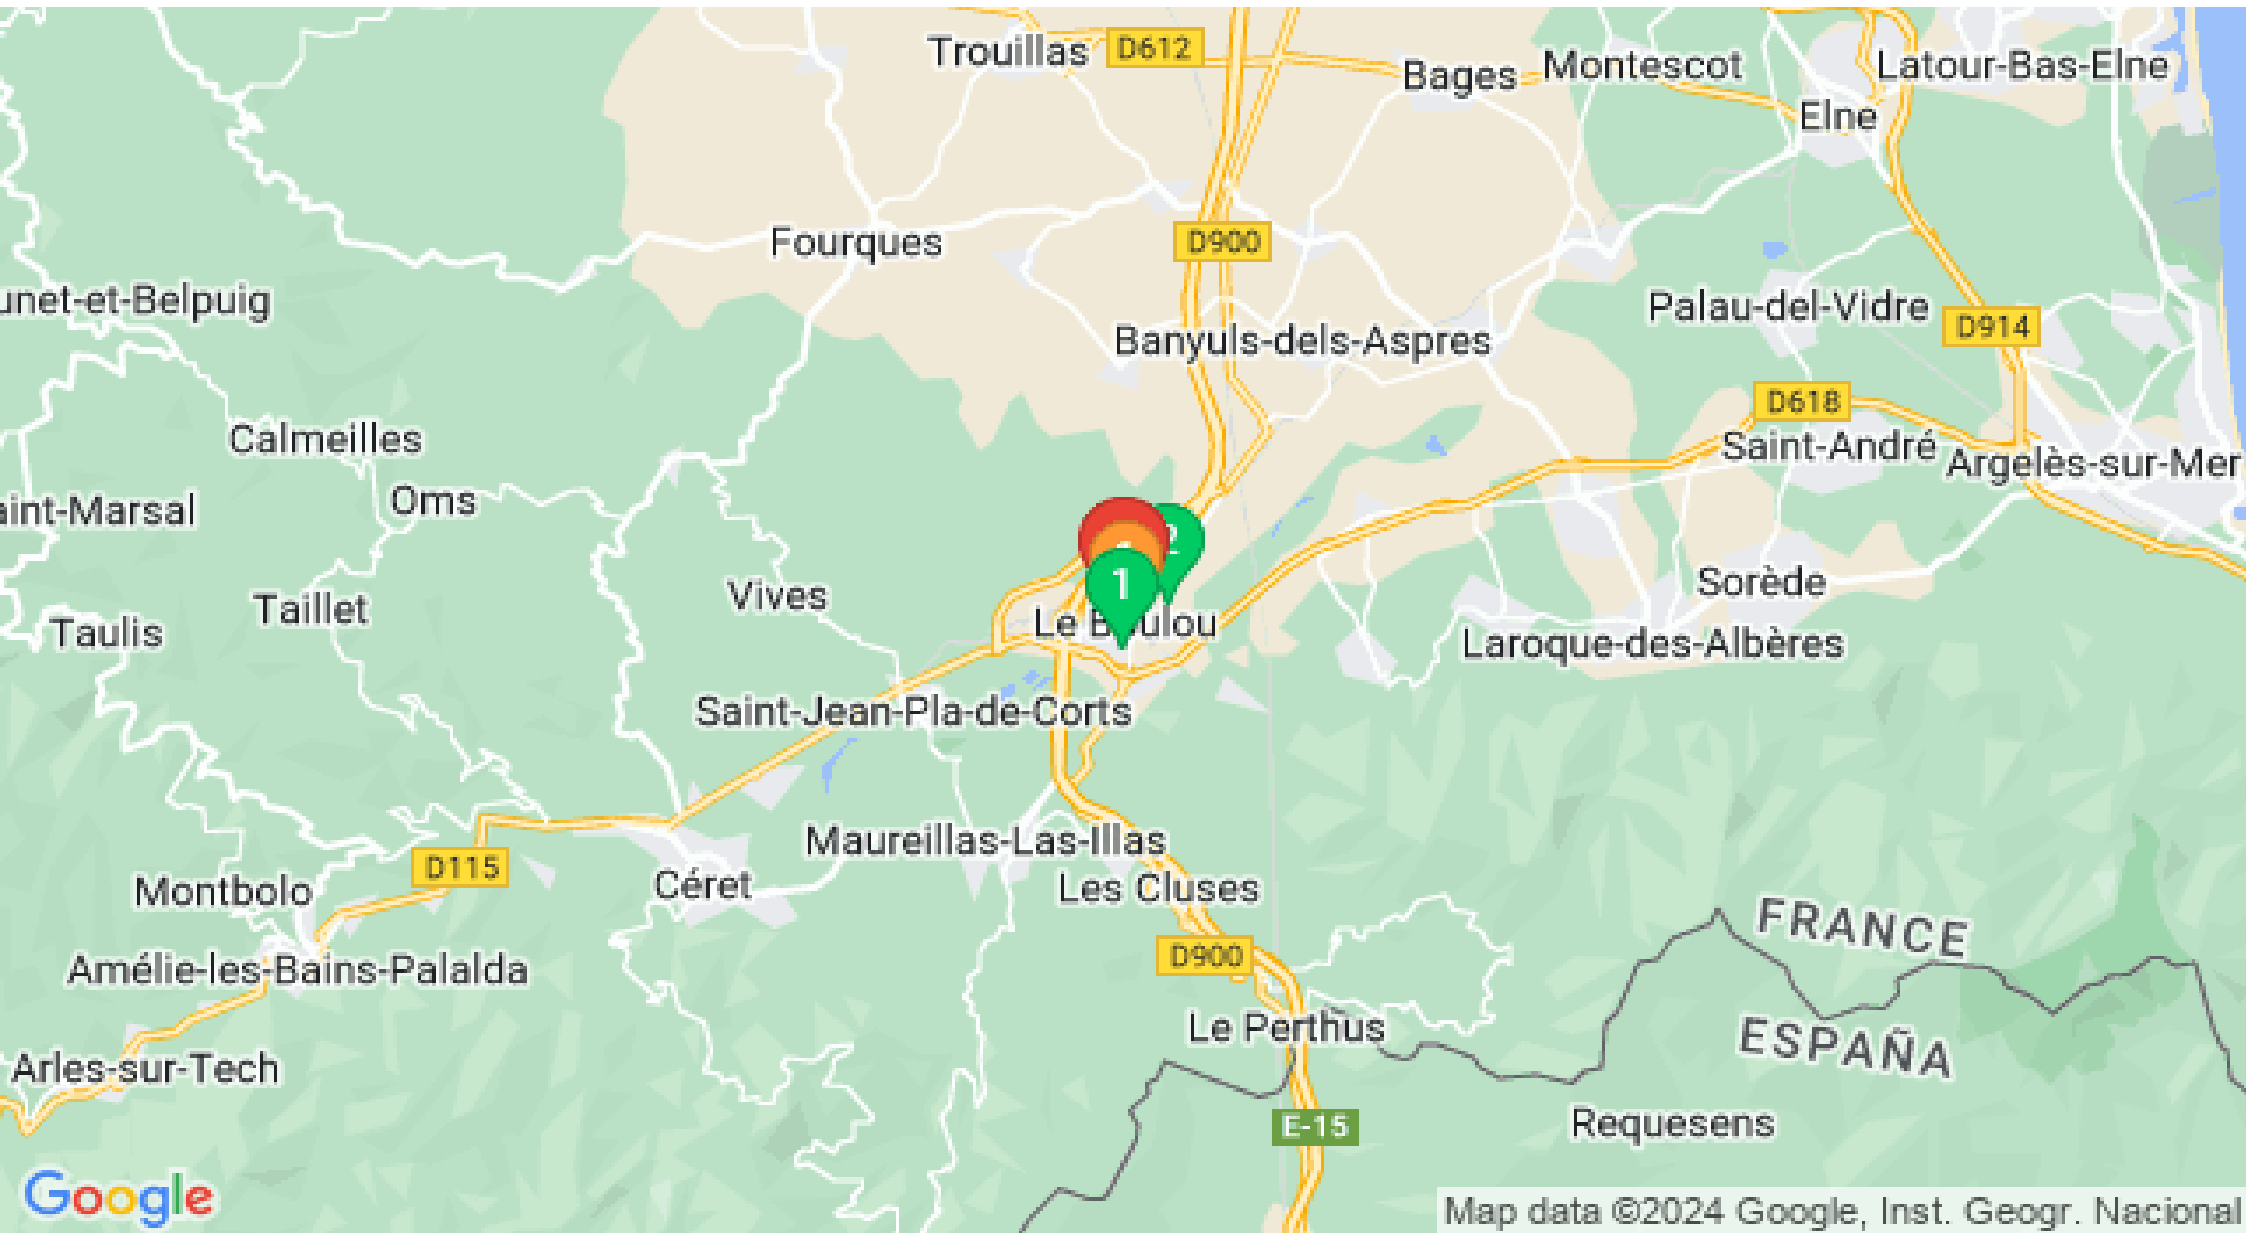 Trouillas
D612
Bages
Montescot
Latour-Bas-Elne
Elne
Fourques
D900
unet-et-Belpuig
Palau-del-Vidre
D914
Banyuls-dels-Aspres
D618
Calmeilles
Saint-André
Argelès-sur-Mer
Oms
aint-Marsal
2
1
Vives
Sorède
Taillet
Le Boulou
Taulis
Laroque-des-Albères
Saint-Jean-Pla-de-Corts
Maureillas-Las-Illas
D115
Montbolo
Céret
Les Cluses
FRANCE
D900
Amélie-les-Bains-Palalda
Le Perthus
ESPAÑA
Arles-sur-Tech
E-15
Requesens
Google
Map data ©2024 Google, Inst. Geogr. Nacional